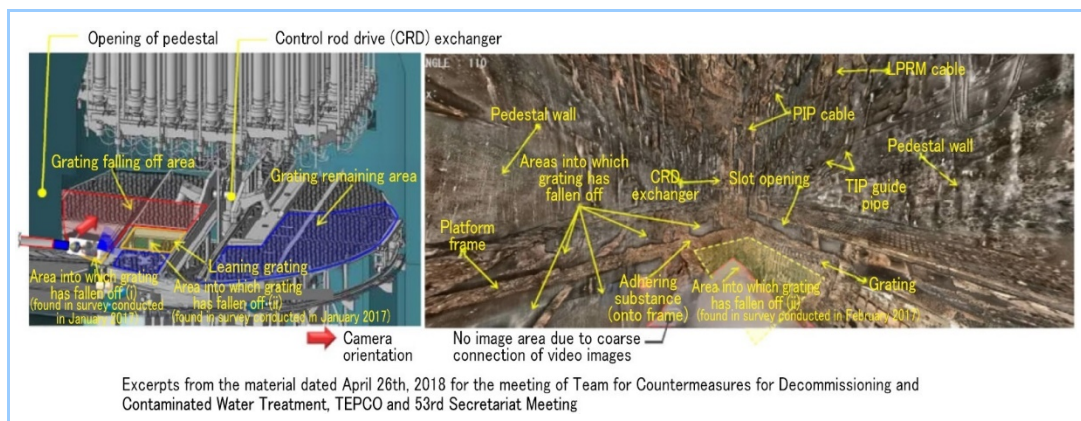 Opening of pedestal
Control rod drive (CRD) exchanger
Grating falling off area
Grating remaining area
Leaning grating
Area into which grating
has fallen off (i)
(found in survey conducted
in January 2017)
Area into which grating
has fallen off (ii)
(found in survey conducted in January 2017)
Camera
orientation
ANGLE : 110
LPRM cable
PIP cable
Pedestal wall
Pedestal wall
Areas into which
grating has
fallen off
CRD
exchanger
Slot opening
TIP guide
pipe
Platform
frame
Adhering
substance
(onto frame)
Area into which grating
has fallen off (ii)
(found in survey conducted in February 2017)
Grating
No image area due to coarse
connection of video images
Excerpts from the material dated April 26th, 2018 for the meeting of Team for Countermeasures for Decommissioning and
Contaminated Water Treatment, TEPCO and 53rd Secretariat Meeting